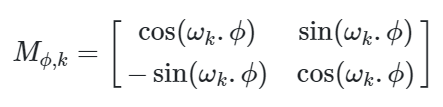 M_{ϕ,k} = [ cos(ω_k. ϕ) sin(ω_k. ϕ)
− sin(ω_k. ϕ) cos(ω_k. ϕ) ]